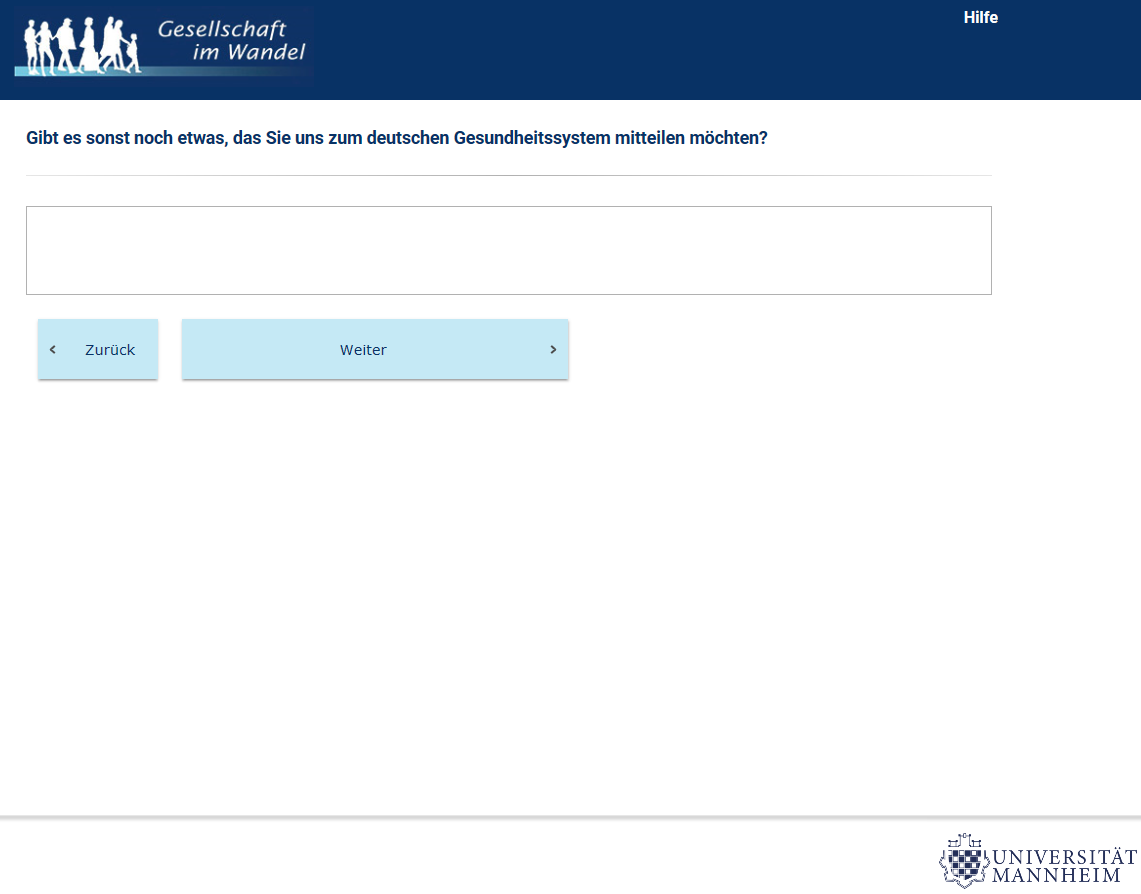 Gesellschaft
im Wandel
Hilfe
Gibt es sonst noch etwas, das Sie uns zum deutschen Gesundheitssystem mitteilen möchten?
Zurück
Weiter
UNIVERSITÄT
MANNHEIM